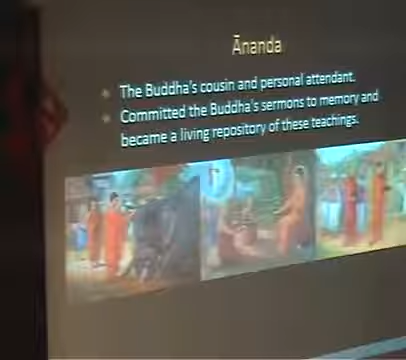 Ānanda
The Buddha's cousin and personal attendant.
Committed the Buddha's sermons to memory and
became a living repository of these teachings.